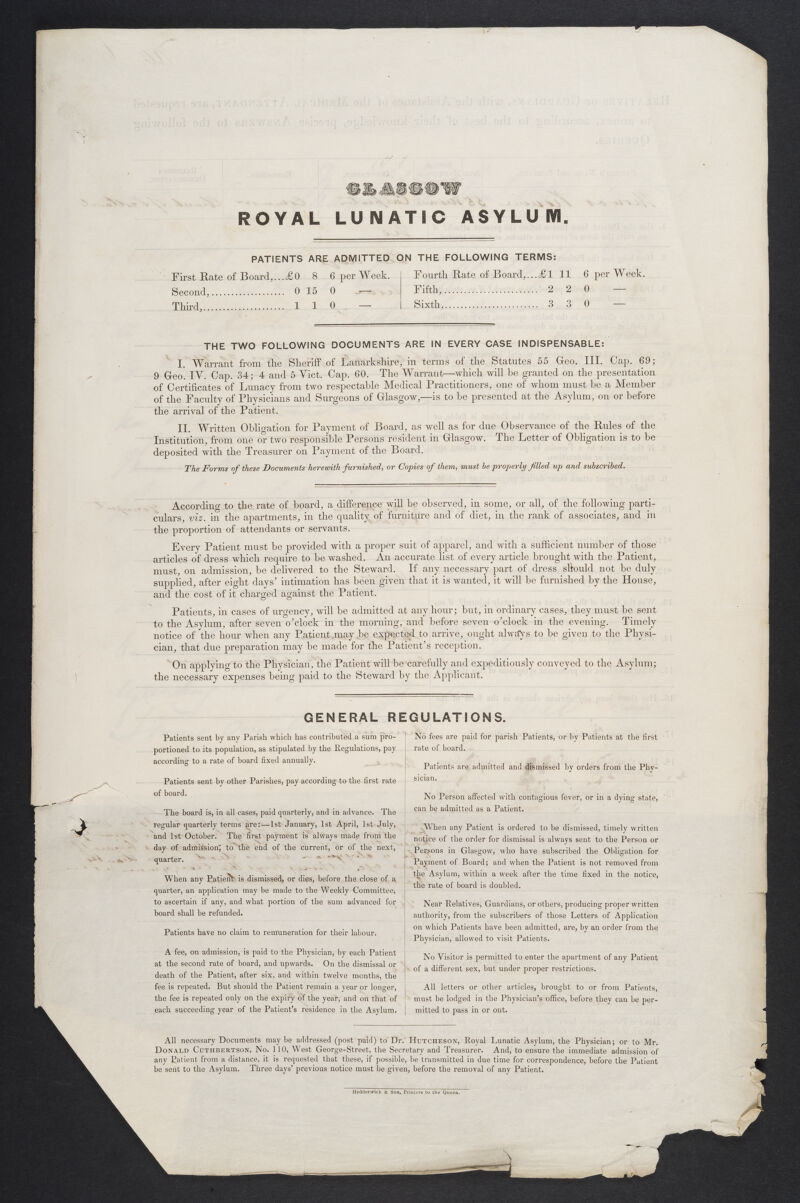 GLASGOW
ROYAL LUNATIC ASYLUM.
PATIENTS ARE ADMITTED ON THE FOLLOWING TERMS:
First Rate of Board,...£0 8 6 per Week.
Second,.................... 0 15 0 —
Third,...................... 1 1 0 —
Fourth Rate of Board,...£1 11 6 per Week.
Fifth,.......................... 2 2 0 —
Sixth,......................... 3 3 0 —
THE TWO FOLLOWING DOCUMENTS ARE IN EVERY CASE INDISPENSABLE:
I. Warrant from the Sheriff of Lanarkshire, in terms of the Statutes 55 Geo. III. Cap. 69;
9 Geo. IV. Cap. 34; 4 and 5 Vict. Cap. 60. The Warrant—which will be granted on the presentation
of Certificates of Lunacy from two respectable Medical Practitioners, one of whom must be a Member
of the Faculty of Physicians and Surgeons of Glasgow,—is to be presented at the Asylum, on or before
the arrival of the Patient.
II. Written Obligation for Payment of Board, as well as for due Observance of the Rules of the
Institution, from one or two responsible Persons resident in Glasgow. The Letter of Obligation is to be
deposited with the Treasurer on Payment of the Board.
The Forms of these Documents herewith furnished, or Copies of them, must be properly filled up and subscribed.
According to the rate of board, a difference will be observed, in some, or all, of the following parti-
culars, viz. in the apartments, in the quality of furniture and of diet, in the rank of associates, and in
the proportion of attendants or servants.
Every Patient must be provided with a proper suit of apparel, and with a sufficient number of those
articles of dress which require to be washed. An accurate list of every article brought with the Patient,
must, on admission, be delivered to the Steward. If any necessary part of dress should not be duly
supplied, after eight days' intimation has been given that it is wanted, it will be furnished by the House,
and the cost of it charged against the Patient.
Patients, in cases of urgency, will be admitted at any hour; but, in ordinary cases, they must be sent
to the Asylum, after seven o'clock in the morning, and before seven o'clock in the evening. Timely
notice of the hour when any Patient may be expected to arrive, ought always to be given to the Physi-
cian, that due preparation may be made for the Patient's reception.
On applying to the Physician, the Patient will be carefully and expeditiously conveyed to the Asylum;
the necessary expenses being paid to the Steward by the Applicant.
GENERAL REGULATIONS.
Patients sent by any Parish which has contributed a sum pro-
portioned to its population, as stipulated by the Regulations, pay
according to a rate of board fixed annually.
Patients sent by other Parishes, pay according to the first rate
of board.
The board is, in all cases, paid quarterly, and in advance. The
regular quarterly terms are:—1st January, 1st April, 1st July,
and 1st October. The first payment is always made from the
day of admission, to the end of the current, or of the next,
quarter.
When any Patient is dismissed, or dies, before the close of a
quarter, an application may be made to the Weekly Committee,
to ascertain if any, and what portion of the sum advanced for
board shall be refunded.
Patients have no claim to remuneration for their labour.
A fee, on admission, is paid to the Physician, by each Patient
at the second rate of board, and upwards. On the dismissal or
death of the Patient, after six, and within twelve months, the
fee is repeated. But should the Patient remain a year or longer,
the fee is repeated only on the expiry of the year, and on that of
each succeeding year of the Patient's residence in the Asylum.
No fees are paid for parish Patients, or by Patients at the first
rate of board.
Patients are admitted and dismissed by orders from the Phy-
sician.
No Person affected with contagious fever, or in a dying state,
can be admitted as a Patient.
When any Patient is ordered to be dismissed, timely written
notice of the order for dismissal is always sent to the Person or
Persons in Glasgow, who have subscribed the Obligation for
Payment of Board; and when the Patient is not removed from
the Asylum, within a week after the time fixed in the notice,
the rate of board is doubled.
Near Relatives, Guardians, or others, producing proper written
authority, from the subscribers of those Letters of Application
on which Patients have been admitted, are, by an order from the
Physician, allowed to visit Patients.
No Visitor is permitted to enter the apartment of any Patient
of a different sex, but under proper restrictions.
All letters or other articles, brought to or from Patients,
must be lodged in the Physician's office, before they can be per-
mitted to pass in or out.
All necessary Documents may be addressed (post paid) to Dr. HUTCHESON, Royal Lunatic Asylum, the Physician; or to Mr.
DONALD CUTHBERTSON, No. 110, West George-Street, the Secretary and Treasurer. And, to ensure the immediate admission of
any Patient from a distance, it is requested that these, if possible, be transmitted in due time for correspondence, before the Patient
be sent to the Asylum. Three days' previous notice must be given, before the removal of any Patient.
Hedderwick & Son, Printers to the Queen.